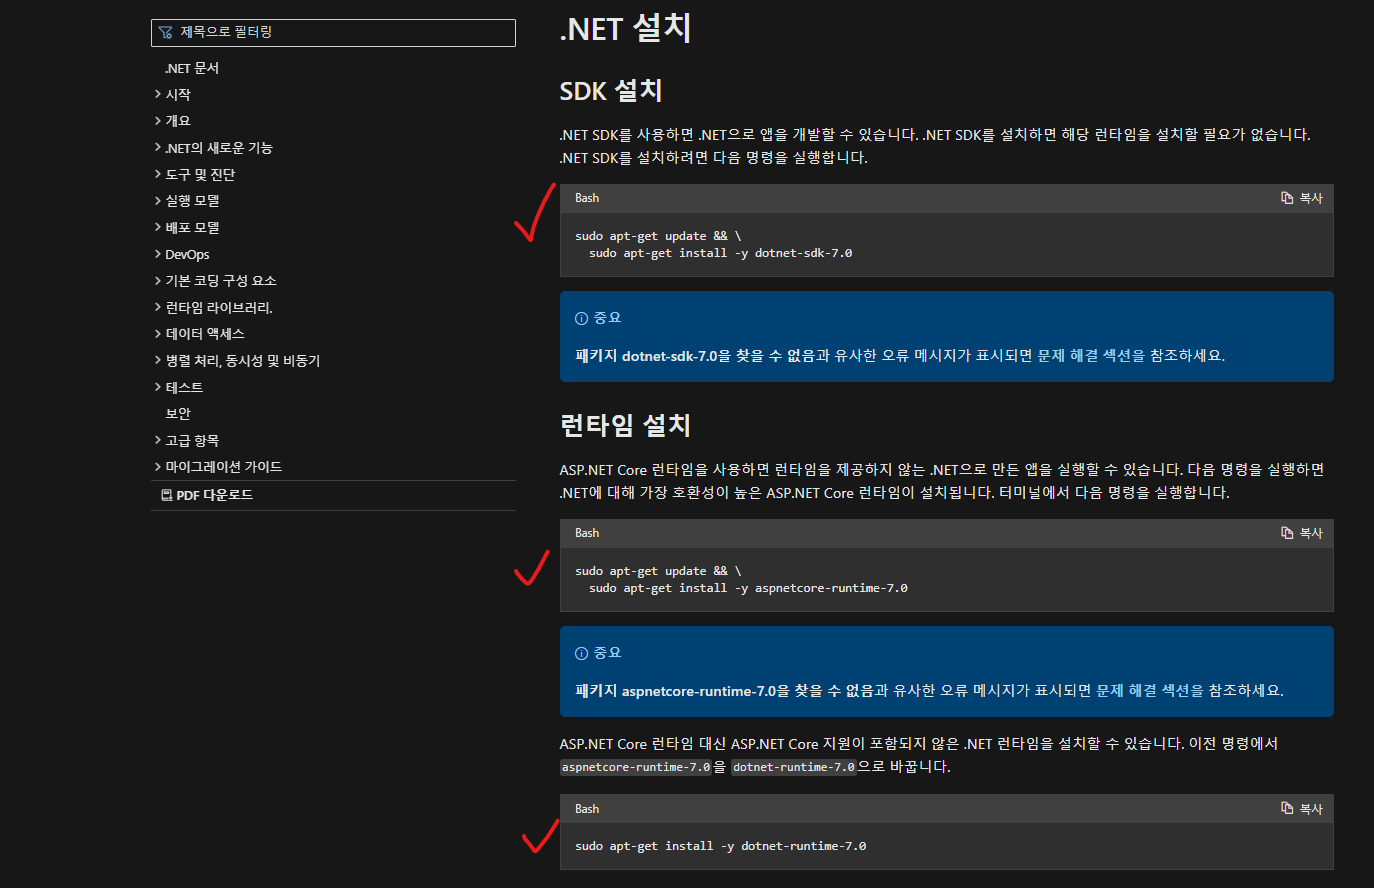 제목으로 필터링
.NET 문서
시작
개요
.NET의 새로운 기능
도구 및 진단
실행 모델
배포 모델
DevOps
기본 코딩 구성 요소
런타임 라이브러리.
데이터 액세스
병렬 처리, 동시성 및 비동기
테스트
보안
고급 항목
마이그레이션 가이드
PDF 다운로드
.NET 설치
SDK 설치
.NET SDK를 사용하면 .NET으로 앱을 개발할 수 있습니다. .NET SDK를 설치하면 해당 런타임을 설치할 필요가 없습니다.
.NET SDK를 설치하려면 다음 명령을 실행합니다.
Bash 복사
sudo apt-get update && \
sudo apt-get install -y dotnet-sdk-7.0
중요
패키지 dotnet-sdk-7.0을 찾을 수 없음과 유사한 오류 메시지가 표시되면 문제 해결 섹션을 참조하세요.
런타임 설치
ASP.NET Core 런타임을 사용하면 런타임을 제공하지 않는 .NET으로 만든 앱을 실행할 수 있습니다. 다음 명령을 실행하면
.NET에 대해 가장 호환성이 높은 ASP.NET Core 런타임이 설치됩니다. 터미널에서 다음 명령을 실행합니다.
Bash 복사
sudo apt-get update && \
sudo apt-get install -y aspnetcore-runtime-7.0
중요
패키지 aspnetcore-runtime-7.0을 찾을 수 없음과 유사한 오류 메시지가 표시되면 문제 해결 섹션을 참조하세요.
ASP.NET Core 런타임 대신 ASP.NET Core 지원이 포함되지 않은 .NET 런타임을 설치할 수 있습니다. 이전 명령에서
aspnetcore-runtime-7.0을 dotnet-runtime-7.0으로 바꿉니다.
Bash 복사
sudo apt-get install -y dotnet-runtime-7.0